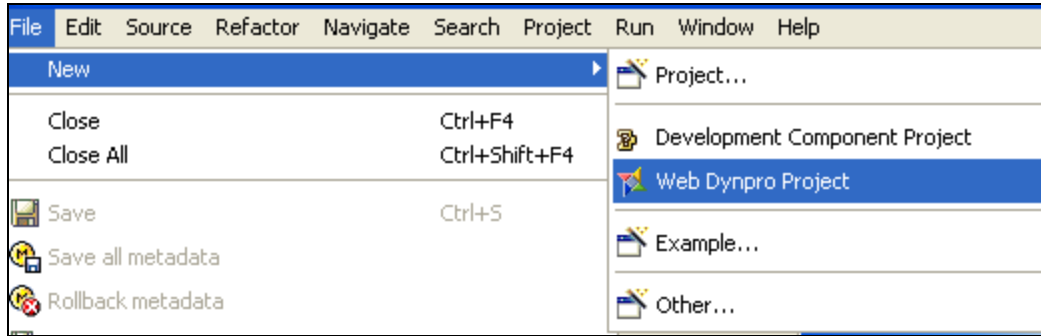 File Edit Source Refactor Navigate Search Project Run Window Help
New
Project...
Close Ctrl+F4
Close All Ctrl+Shift+F4
Development Component Project
Web Dynpro Project
Save Ctrl+S
Save all metadata
Rollback metadata
Example...
Other...